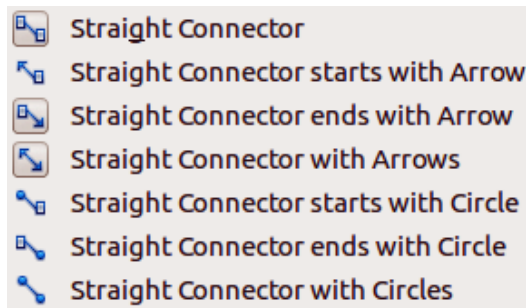 Straight Connector
Straight Connector starts with Arrow
Straight Connector ends with Arrow
Straight Connector with Arrows
Straight Connector starts with Circle
Straight Connector ends with Circle
Straight Connector with Circles